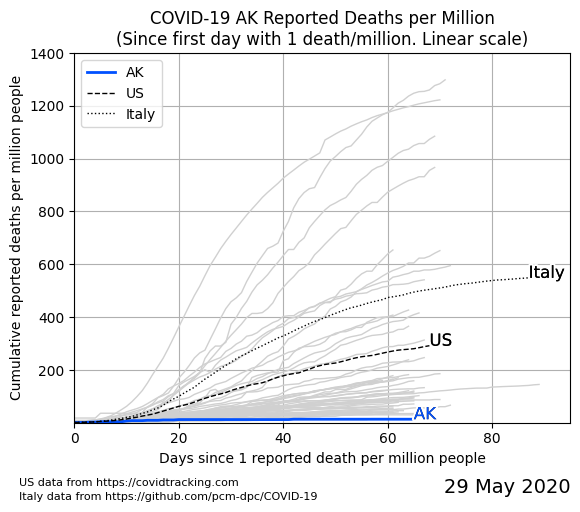 COVID-19 AK Reported Deaths per Million
(Since first day with 1 death/million. Linear scale)
Cumulative reported deaths per million people
1400
1200
1000
800
600
400
200
AK
US
Italy
Italy
US
AK
0
20
40
60
80
Days since 1 reported death per million people
US data from https://covidtracking.com
Italy data from https://github.com/pcm-dpc/COVID-19
29 May 2020